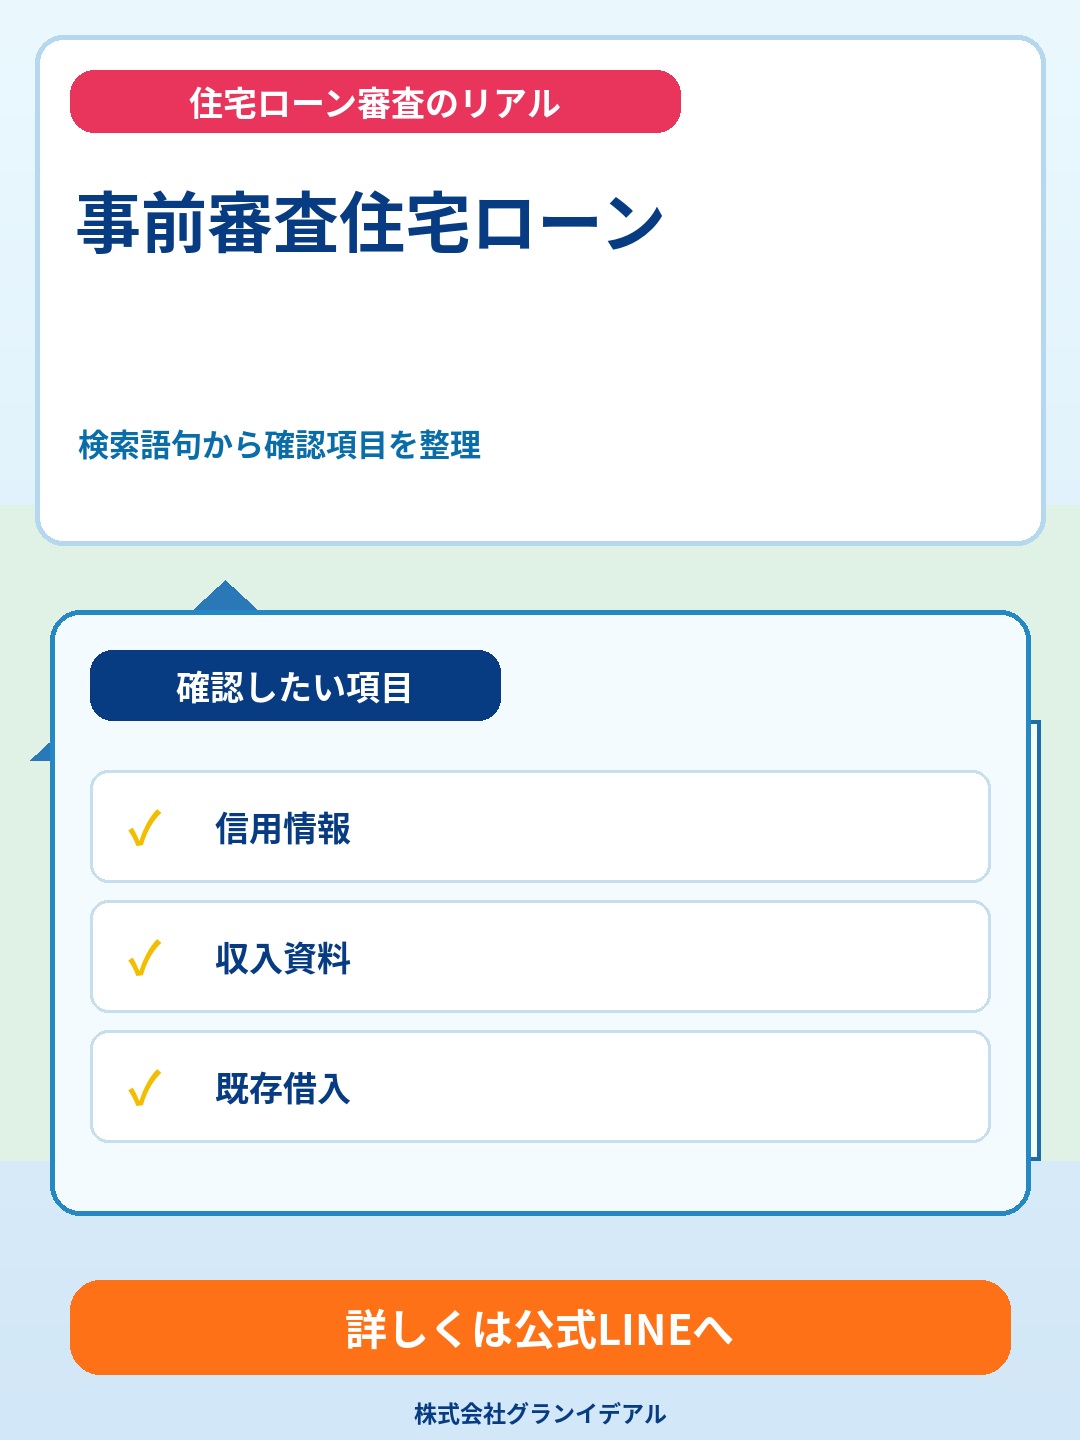 住宅ローン審査のリアル
事前審査住宅ローン
検索語句から確認項目を整理
確認したい項目
✓ 信用情報
✓ 収入資料
✓ 既存借入
詳しくは公式LINEへ
株式会社グランイデアル